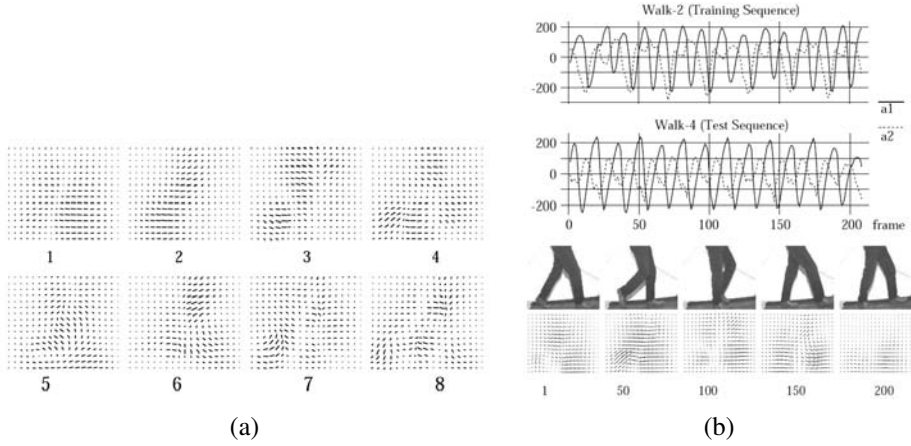 1 2 3 4
5 6 7 8
(a)
Walk-2 (Training Sequence)
200
0
-200
a1
a2
Walk-4 (Test Sequence)
200
100
0
-200
0 50 100 150 200 frame
1 50 100 150 200
(b)